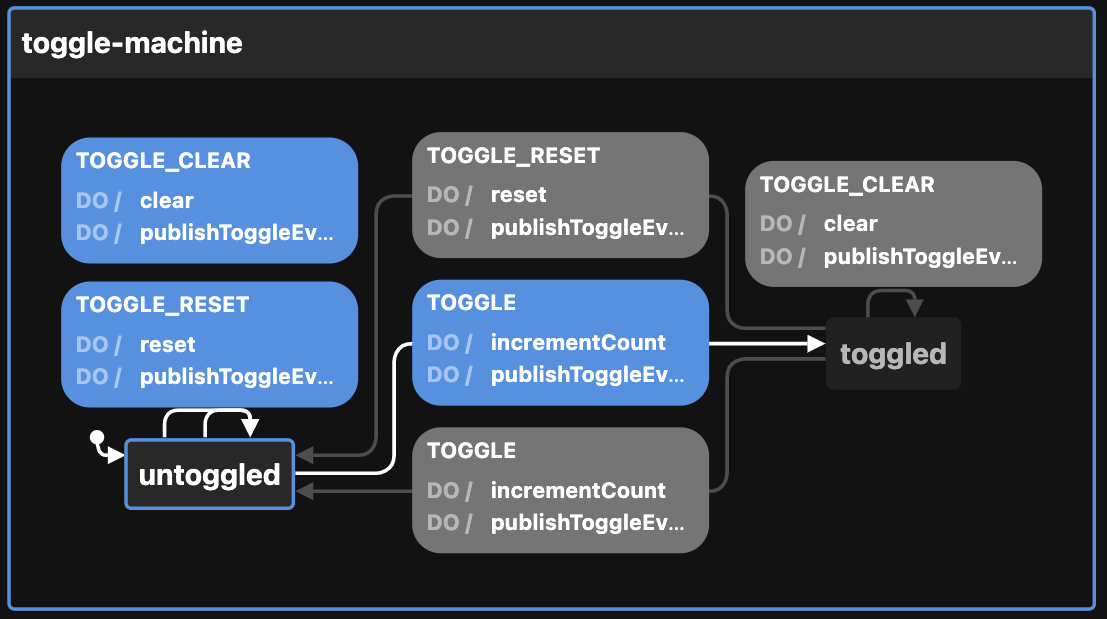 toggle-machine
TOGGLE_CLEAR
DO / clear
DO / publishToggleEv...
TOGGLE_RESET
DO / reset
DO / publishToggleEv...
untoggled
TOGGLE_RESET
DO / reset
DO / publishToggleEv...
TOGGLE
DO / incrementCount
DO / publishToggleEv...
TOGGLE
DO / incrementCount
DO / publishToggleEv...
TOGGLE_CLEAR
DO / clear
DO / publishToggleEv...
toggled